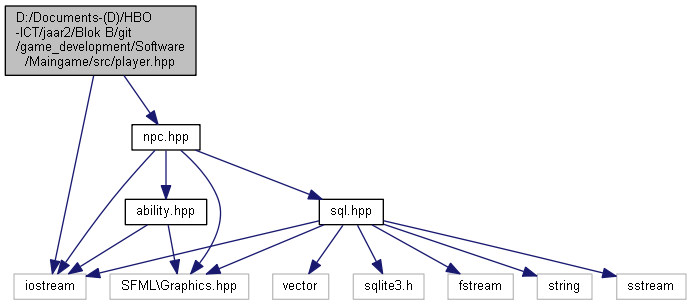 D:/Documents-(D)/HBO
-ICT/jaar2/Blok B/git
/game_development/Software
/Maingame/src/player.hpp
npc.hpp
ability.hpp
sql.hpp
iostream
SFML\Graphics.hpp
vector
sqlite3.h
fstream
string
sstream